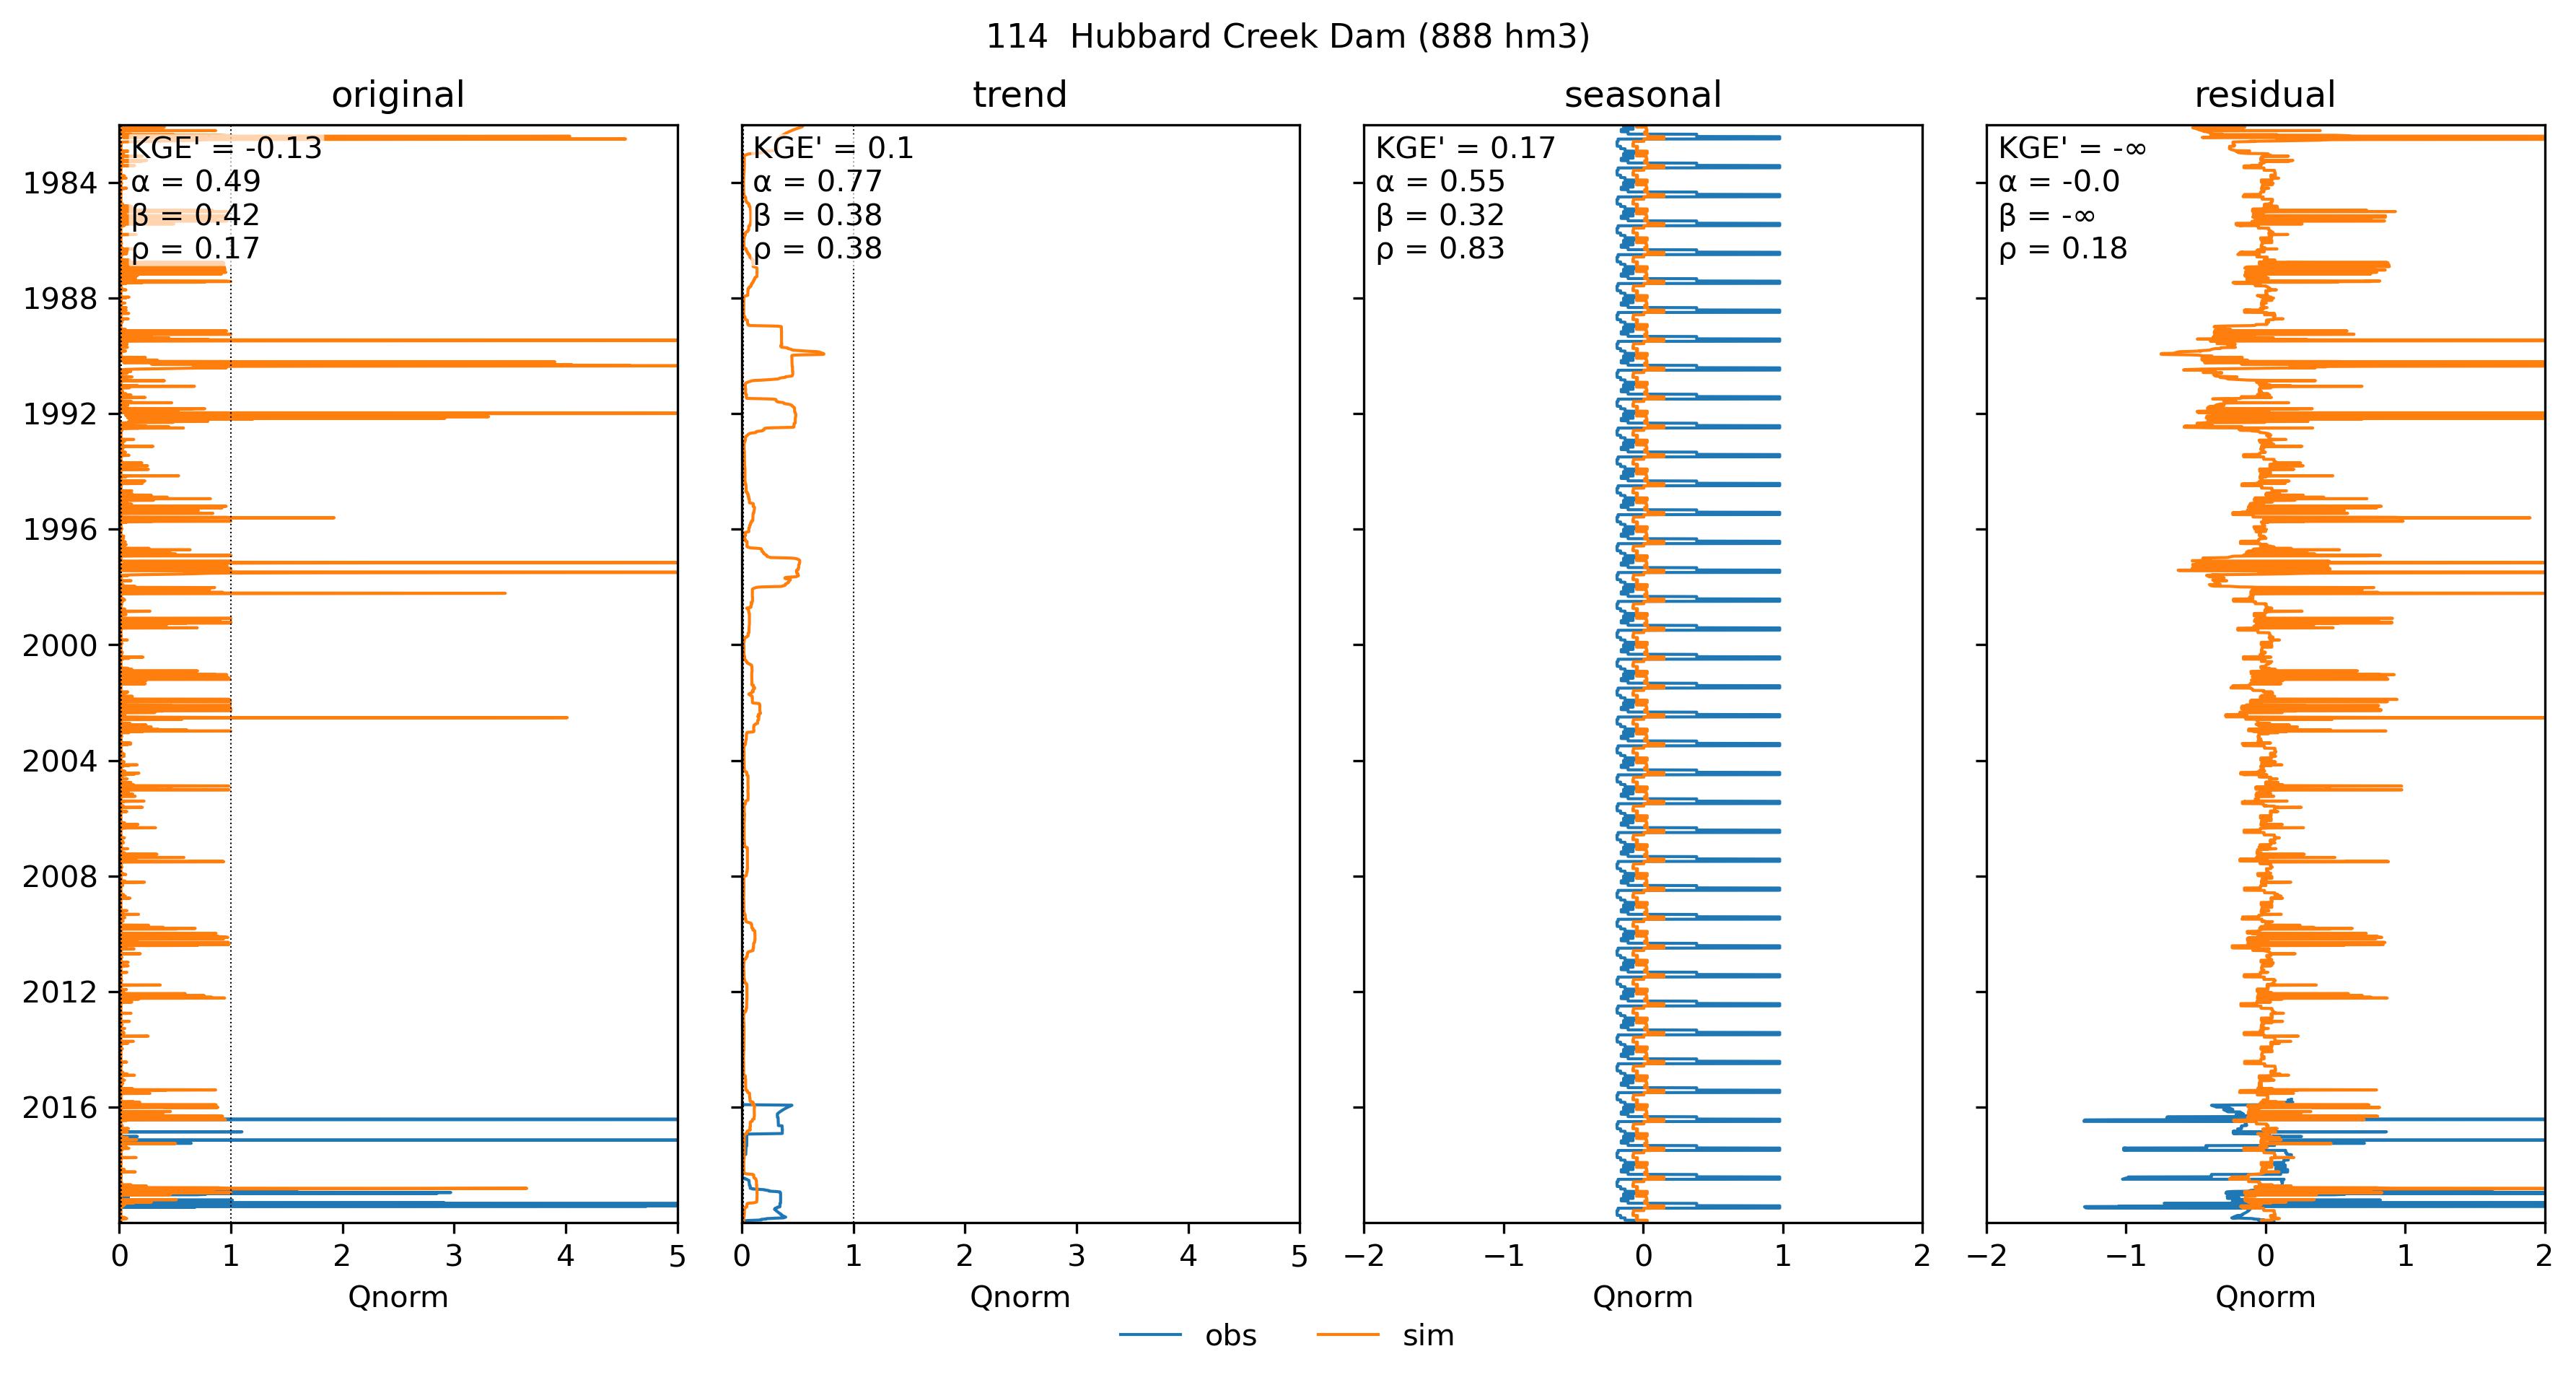 114  Hubbard Creek Dam (888 hm3)
original
trend
seasonal
residual
KGE' = -0.13
α = 0.49
β = 0.42
ρ = 0.17
KGE' = 0.1
α = 0.77
β = 0.38
ρ = 0.38
KGE' = 0.17
α = 0.55
β = 0.32
ρ = 0.83
KGE' = -∞
α = -0.0
β = -∞
ρ = 0.18
1984
1988
1992
1996
2000
2004
2008
2012
2016
0 1 2 3 4 5
0 1 2 3 4 5
−2 −1 0 1 2
−2 −1 0 1 2
Qnorm
Qnorm
Qnorm
Qnorm
obs
sim